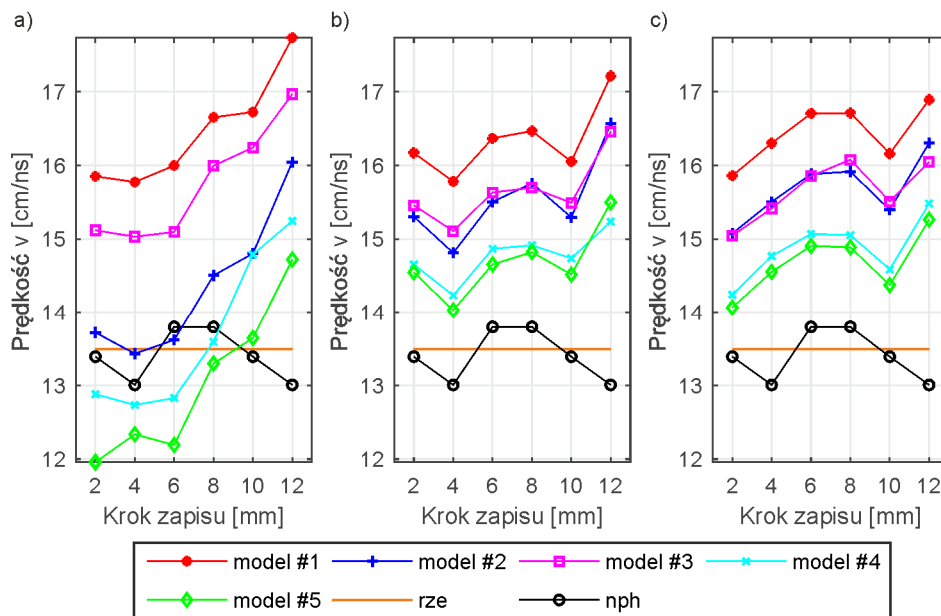 a)
b)
c)
Prędkość v [cm/ns]
17
16
15
14
13
12
2 4 6 8 10 12
Krok zapisu [mm]
Prędkość v [cm/ns]
17
16
15
14
13
12
2 4 6 8 10 12
Krok zapisu [mm]
Prędkość v [cm/ns]
17
16
15
14
13
12
2 4 6 8 10 12
Krok zapisu [mm]
model #1 model #2 model #3 model #4
model #5 rze nph